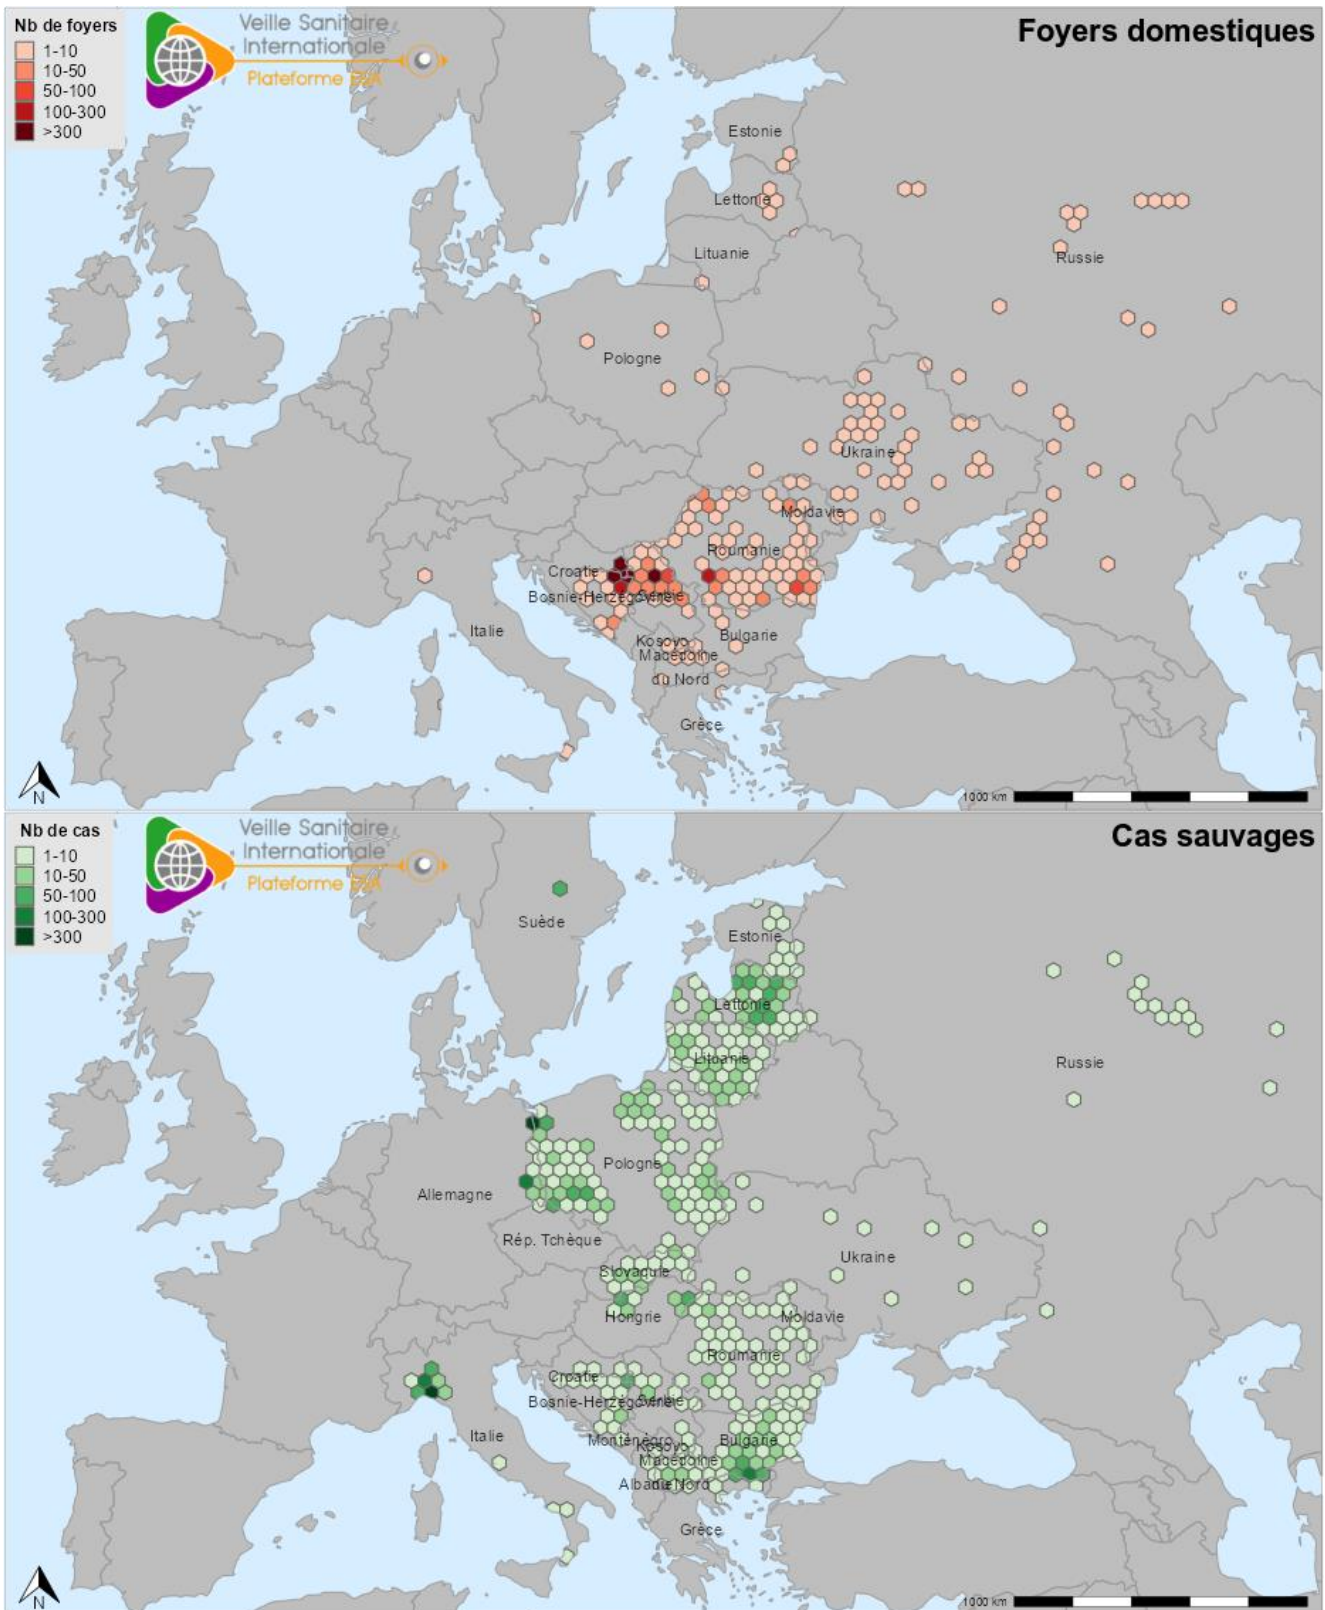 Nb de foyers
1-10
10-50
50-100
100-300
>300
Veille Sanitaire
Internationale
Plateforme ESA
Foyers domestiques
Estonie
Lettonie
Lituanie
Russie
Pologne
Ukraine
Moldavie
Roumanie
Croatie
Bosnie-Herzégovine
Serbie
Italie
Kosovo
Bulgarie
Macédoine
du Nord
Grèce
N
1000 km
Nb de cas
1-10
10-50
50-100
100-300
>300
Veille Sanitaire
Internationale
Plateforme ESA
Cas sauvages
Suède
Estonie
Lettonie
Lituanie
Russie
Pologne
Allemagne
Rép. Tchèque
Ukraine
Slovaquie
Hongrie
Moldavie
Roumanie
Croatie
Bosnie-Herzégovine
Serbie
Italie
Monténégro
Kosovo
Bulgarie
Macédoine
Albanie
du Nord
Grèce
N
1000 km